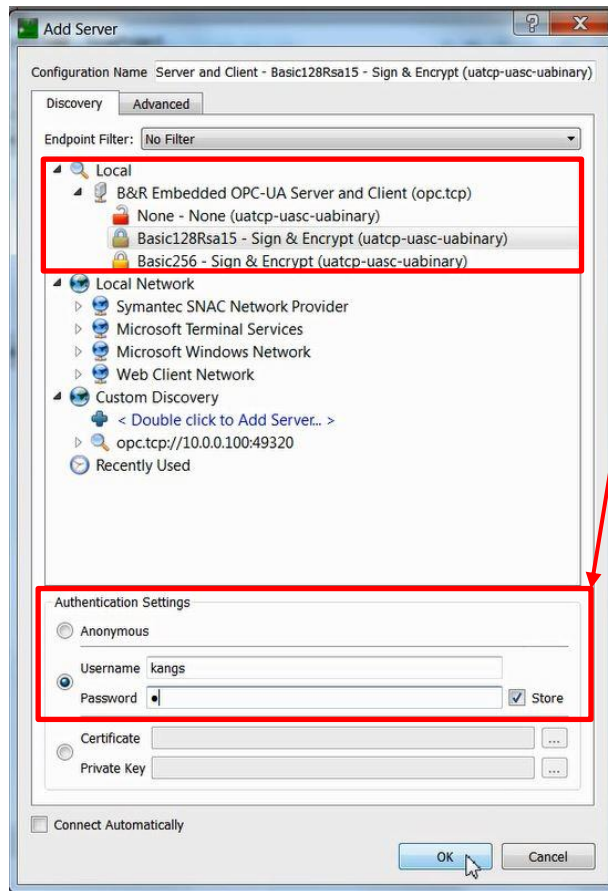 Add Server
Configuration Name Server and Client - Basic128Rsa15 - Sign & Encrypt (uatcp-uasc-uabinary)
Discovery Advanced
Endpoint Filter: No Filter
Local
B&R Embedded OPC-UA Server and Client (opc.tcp)
None - None (uatcp-uasc-uabinary)
Basic128Rsa15 - Sign & Encrypt (uatcp-uasc-uabinary)
Basic256 - Sign & Encrypt (uatcp-uasc-uabinary)
Local Network
Symantec SNAC Network Provider
Microsoft Terminal Services
Microsoft Windows Network
Web Client Network
Custom Discovery
< Double click to Add Server... >
opc.tcp://10.0.0.100:49320
Recently Used
Authentication Settings
Anonymous
Username kangs
Password ● Store
Certificate ...
Private Key ...
Connect Automatically
OK Cancel